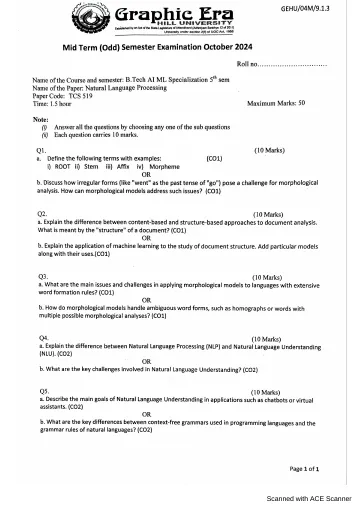 GEHU/04M/9.1.3
Graphic Era
HILL UNIVERSITY
Mid Term (Odd) Semester Examination October 2024
Roll no..............................
Name of the Course and semester: B.Tech AI ML Specialization 5th sem
Name of the Paper: Natural Language Processing
Paper Code: TCS 519
Time: 1.5 hour Maximum Marks: 50
Note:
(i) Answer all the questions by choosing any one of the sub questions
(ii) Each question carries 10 marks.
Q1. (10 Marks)
a. Define the following terms with examples: (CO1)
i) ROOT ii) Stem iii) Affix iv) Morpheme
OR
b. Discuss how irregular forms (like "went" as the past tense of "go") pose a challenge for morphological
analysis. How can morphological models address such issues? (CO1)
Q2. (10 Marks)
a. Explain the difference between content-based and structure-based approaches to document analysis.
What is meant by the "structure" of a document? (CO1)
OR
b. Explain the application of machine learning to the study of document structure. Add particular models
along with their uses.(CO1)
Q3. (10 Marks)
a. What are the main issues and challenges in applying morphological models to languages with extensive
word formation rules? (CO1)
OR
b. How do morphological models handle ambiguous word forms, such as homographs or words with
multiple possible morphological analyses? (CO1)
Q4. (10 Marks)
a. Explain the difference between Natural Language Processing (NLP) and Natural Language Understanding
(NLU). (CO2)
OR
b. What are the key challenges involved in Natural Language Understanding? (CO2)
Q5. (10 Marks)
a. Describe the main goals of Natural Language Understanding in applications such as chatbots or virtual
assistants. (CO2)
OR
b. What are the key differences between context-free grammars used in programming languages and the
grammar rules of natural languages? (CO2)
Page 1 of 1
Scanned with ACE Scanner